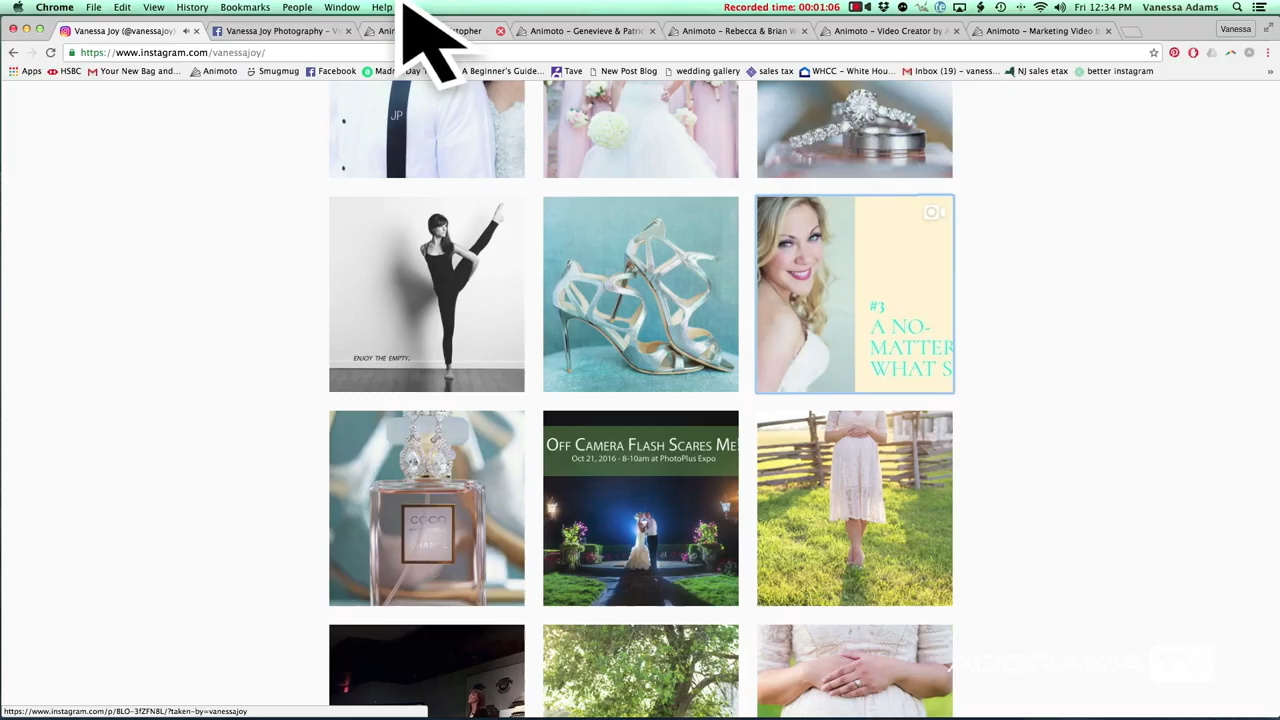 Chrome File Edit View History Bookmarks People Window Help Recorded time: 00:01:06 Fri 12:34 PM Vanessa Adams
Vanessa Joy (@vanessajoy) Vanessa Joy Photography - V Animoto – Genevieve & Patric Animoto – Rebecca & Brian W Animoto – Video Creator by A Animoto – Marketing Video Vanessa
https://www.instagram.com/vanessajoy/
Apps HSBC Your New Bag and... Animoto Smugmug Facebook A Beginner's Guide... Tave New Post Blog wedding gallery sales tax WHCC – White Hou... Inbox (19) – vaness... NJ sales etax better instagram
JP
ENJOY THE EMPTY.
#3
A NO-
MATTER
WHAT S
COCO
CHANEL
OFF CAMERA FLASH SCARES ME!
Oct 21, 2016 - 8-10am at PhotoPlus Expo
ADORAMA TV
https://www.instagram.com/p/BLO-3fZFN8L/?taken-by=vanessajoy